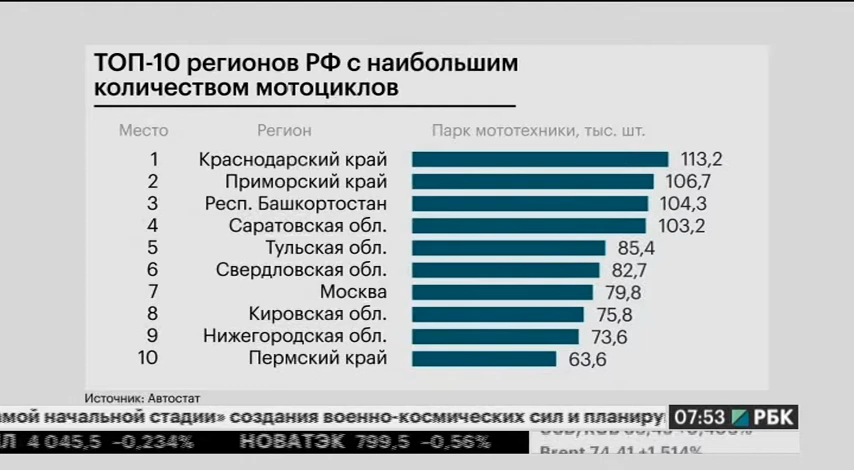 ТОП-10 регионов РФ с наибольшим
количеством мотоциклов
Место Регион Парк мототехники, тыс. шт.
1 Краснодарский край 113,2
2 Приморский край 106,7
3 Респ. Башкортостан 104,3
4 Саратовская обл. 103,2
5 Тульская обл. 85,4
6 Свердловская обл. 82,7
7 Москва 79,8
8 Кировская обл. 75,8
9 Нижегородская обл. 73,6
10 Пермский край 63,6
Источник: Автостат
начальной стадии» создания военно-космических сил и 07:53 РБК
4 045,5 -0,234% НОВАТЭК 799,5 -0,56%
Brent 74,41 +1,514%